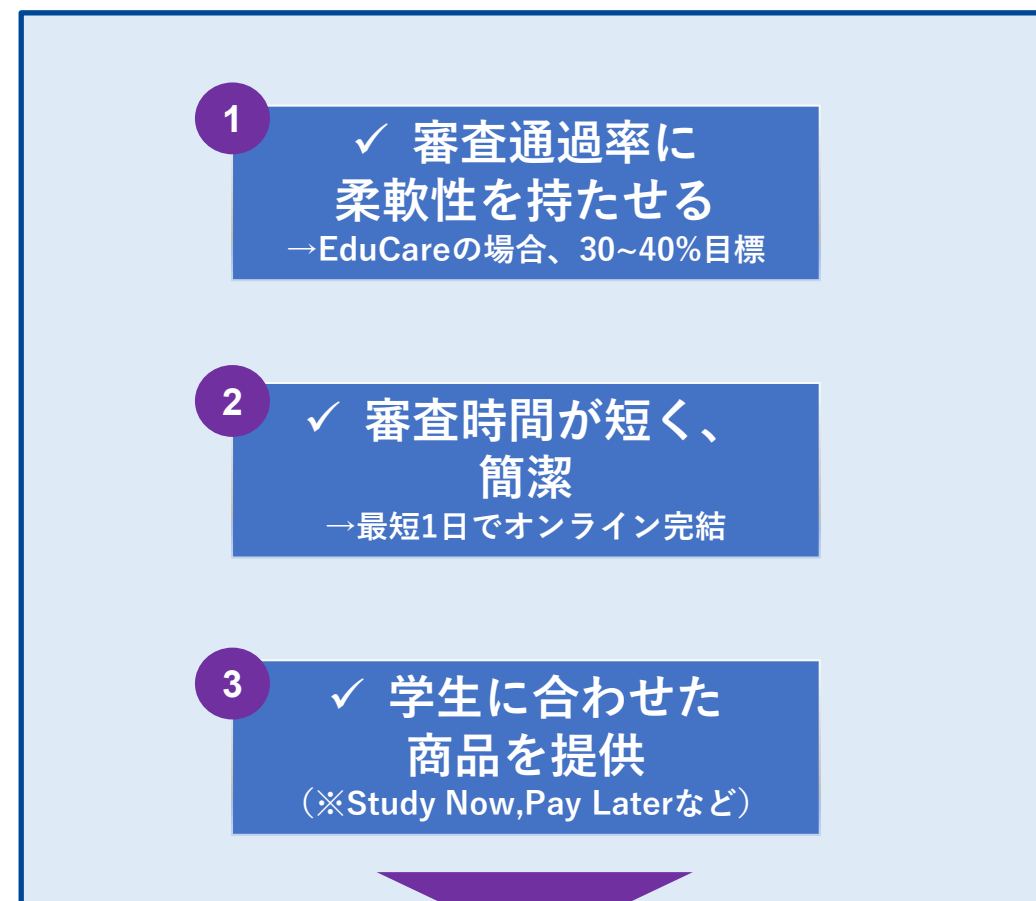 1
✓ 審査通過率に
柔軟性を持たせる
→EduCareの場合、30~40%目標
2
✓ 審査時間が短く、
簡潔
→最短1日でオンライン完結
3
✓ 学生に合わせた
商品を提供
（※Study Now,Pay Laterなど）